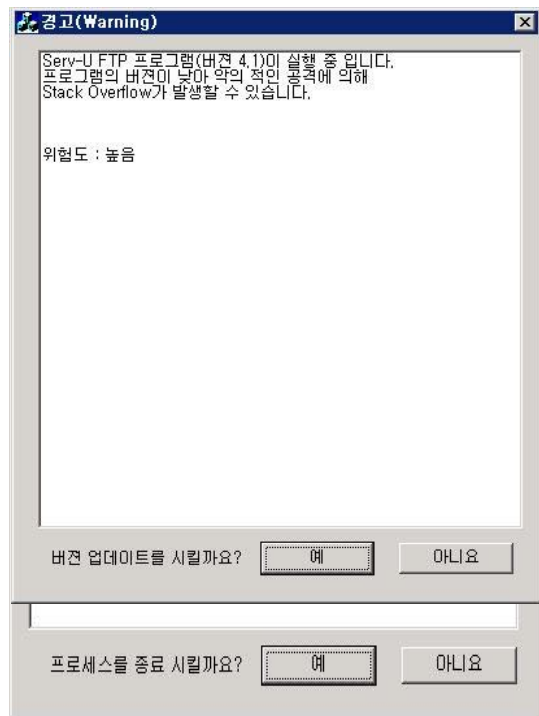 경고(Warning)
Serv-U FTP 프로그램(버젼 4.1)이 실행 중 입니다.
프로그램의 버젼이 낮아 악의 적인 공격에 의해
Stack Overflow가 발생할 수 있습니다.
위험도 : 높음
버젼 업데이트를 시킬까요? 예 아니요
프로세스를 종료 시킬까요? 예 아니요